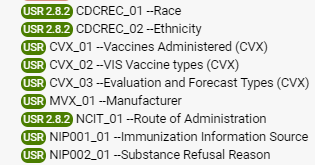 USR 2.8.2 CDCREC_01 --Race
USR 2.8.2 CDCREC_02 --Ethnicity
USR CVX_01 --Vaccines Administered (CVX)
USR CVX_02 --VIS Vaccine types (CVX)
USR CVX_03 --Evaluation and Forecast Types (CVX)
USR MVX_01 --Manufacturer
USR 2.8.2 NCIT_01 --Route of Administration
USR NIP001_01 --Immunization Information Source
USR NIP002_01 --Substance Refusal Reason